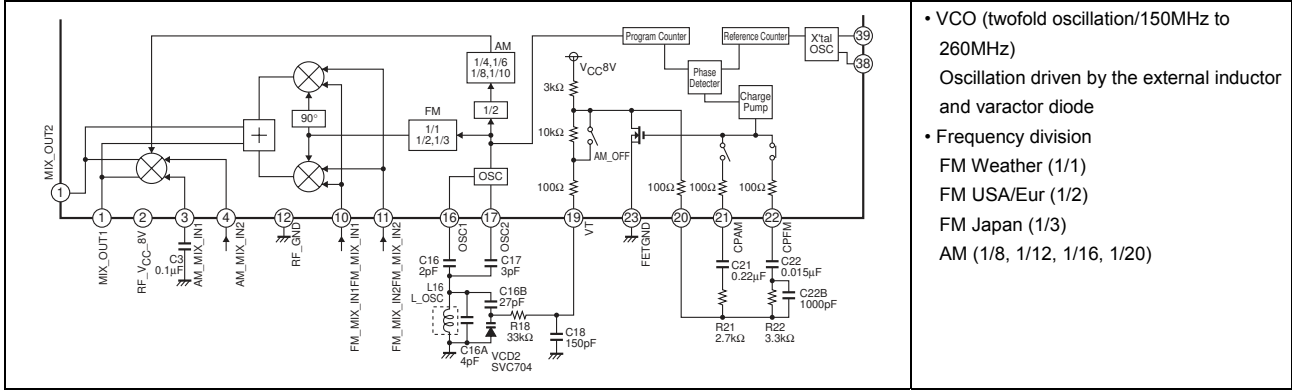 AM
1/4,1/6
1/8,1/10
1/2
FM
1/1
1/2,1/3
90°
+
OSC
Program Counter
Reference Counter
X'tal
OSC
39
38
Phase
Detector
Charge
Pump
VCC8V
3kΩ
10kΩ
AM_OFF
100Ω
100Ω
100Ω
100Ω
MIX_OUT2
1
1
2
3
4
12
10
11
16
17
19
23
20
21
22
MIX_OUT1
RF_VCC_8V
AM_MIX_IN1
AM_MIX_IN2
RF_GND
FM_MIX_IN1FM_MIX_IN1
FM_MIX_IN2FM_MIX_IN2
OSC1
OSC2
VT
FETGND
CPAM
CPFM
C3
0.1μF
C16
2pF
C17
3pF
L16
L_OSC
C16B
27pF
R18
33kΩ
C18
150pF
C16A
4pF
VCD2
SVC704
C21
0.22μF
C22
0.015μF
C22B
1000pF
R21
2.7kΩ
R22
3.3kΩ
• VCO (twofold oscillation/150MHz to
260MHz)
Oscillation driven by the external inductor
and varactor diode
• Frequency division
FM Weather (1/1)
FM USA/Eur (1/2)
FM Japan (1/3)
AM (1/8, 1/12, 1/16, 1/20)